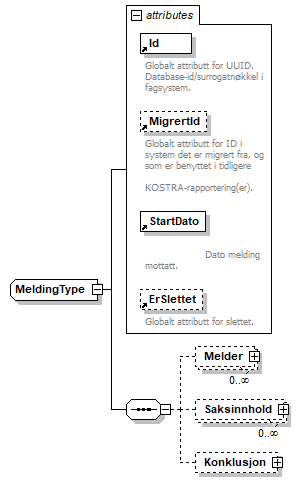 attributes
Id
Globalt attributt for UUID.
Database-id/surrogatnøkkel i
fagsystem.
MigrertId
Globalt attributt for ID i
system det er migrert fra, og
som er benyttet i tidligere
KOSTRA-rapportering(er).
StartDato
Dato melding
mottatt.
ErSlettet
Globalt attributt for slettet.
MeldingType
Melder
0..∞
Saksinnhold
0..∞
Konklusjon